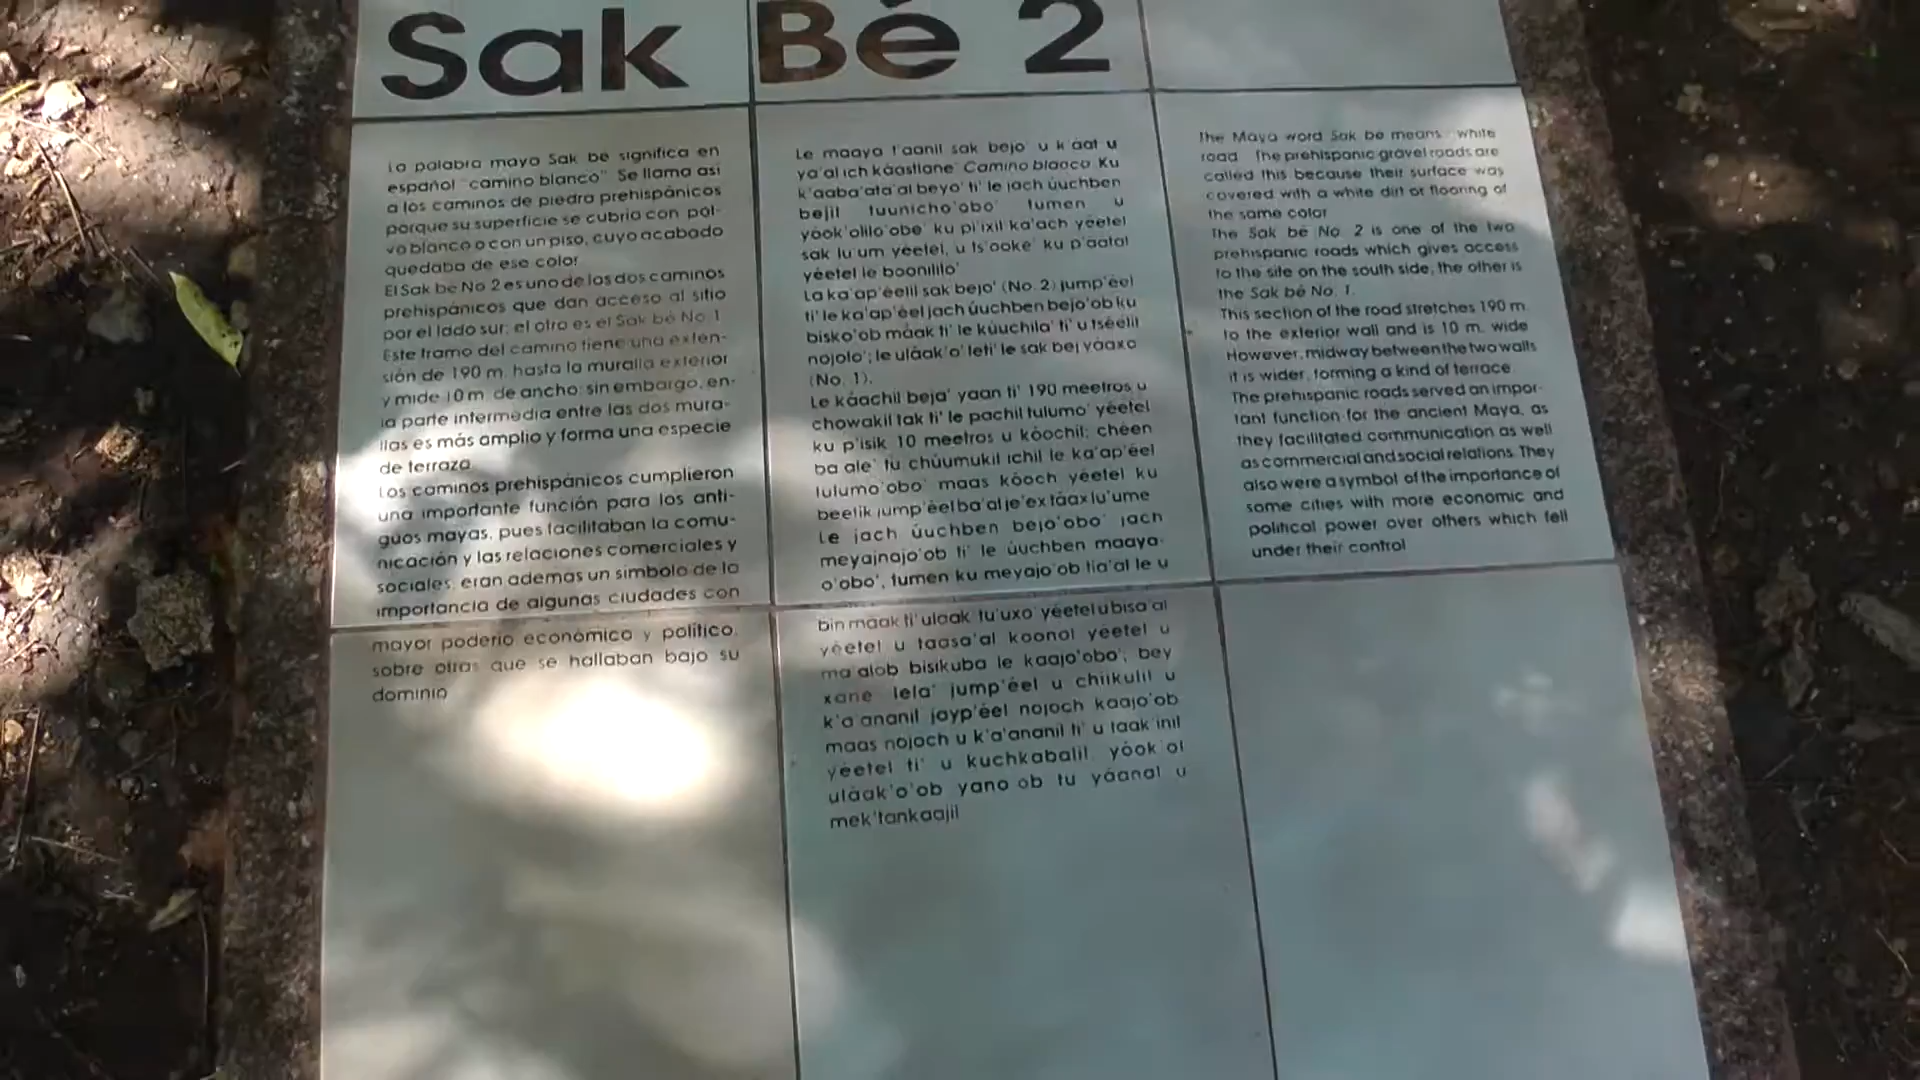 Sak Bé 2
La palabra maya Sak be significa en
español "camino blanco" Se llama así
a los caminos de piedra prehispánicos
porque su superficie se cubría con pol-
vo blanco o con un piso, cuyo acabado
quedaba de ese color
El Sak be No 2 es uno de los dos caminos
prehispánicos que dan acceso al sitio
por el lado sur; el otro es el Sak bé No. 1
Este tramo del camino tiene una exten-
sión de 190 m. hasta la muralla exterior
y mide 10 m. de ancho; sin embargo, en-
la parte intermedia entre las dos mura-
llas es más amplio y forma una especie
de terraza
Los caminos prehispánicos cumplieron
una importante función para los anti-
guos mayas, pues facilitaban la comu-
nicación y las relaciones comerciales y
sociales; eran ademas un símbolo de la
importancia de algunas ciudades con
mayor poderío económico y político,
sobre otras que se hallaban bajo su
dominio
Le maaya t'aanil sak bejo' u k'áat u
ya'al ich káastlane' Camino blanco Ku
k'aaba'ata'al beyo' ti' le jach úuchben
bejil tuunicho'obo' tumen u
yóok'olilo'obe' ku pi'ixil ka'ach yéetel
sak lu'um yéetel, u ts'ooke' ku p'áatal
yéetel le boonililo'
La ka'ap'éelil sak bejo' (No. 2) jump'éel
ti' le ka'ap'éel jach úuchben bejo'ob ku
bisko'ob máak ti' le kúuchila' ti' u tséelil
nojolo'; le uláak'o' leti' le sak bej yáaxo
(No. 1).
Le káachil beja' yaan ti' 190 meetros u
chowakil tak ti' le pachil tulumo' yéetel
ku p'isik 10 meetros u kóochil; chéen
ba ale' tu chúumukil ichil le ka'ap'éel
tulumo'obo' maas kóoch yéetel ku
beetik jump'éel ba'al je'ex táax lu'ume
Le jach úuchben bejo'obo' jach
meyajnajo'ob ti' le úuchben maaya-
o'obo', tumen ku meyajo'ob tia'al le u
bin máak ti' uláak tu'uxo' yéetel u bisa'al
yéetel u taasa'al koonol yéetel u
ma'alob bisikuba le kaajo'obo'; bey
xane lela' jump'éel u chíikulil u
k'a'ananil jayp'éel nojoch kaajo'ob
maas nojoch u k'a'ananil ti' u taak'inil
yéetel ti' u kuchkabalil, yóok'ol
uláak'o'ob yano'ob tu yáanal u
mek'tankaajil
The Maya word Sak be means "white
road The prehispanic gravel roads are
called this because their surface was
covered with a white dirt or flooring of
the same color
The Sak bé No. 2 is one of the two
prehispanic roads which gives access
to the site on the south side; the other is
the Sak bé No. 1.
This section of the road stretches 190 m.
to the exterior wall and is 10 m. wide
However, midway between the two walls
it is wider, forming a kind of terrace
The prehispanic roads served an impor-
tant function for the ancient Maya, as
they facilitated communication as well
as commercial and social relations. They
also were a symbol of the importance of
some cities with more economic and
political power over others which fell
under their control